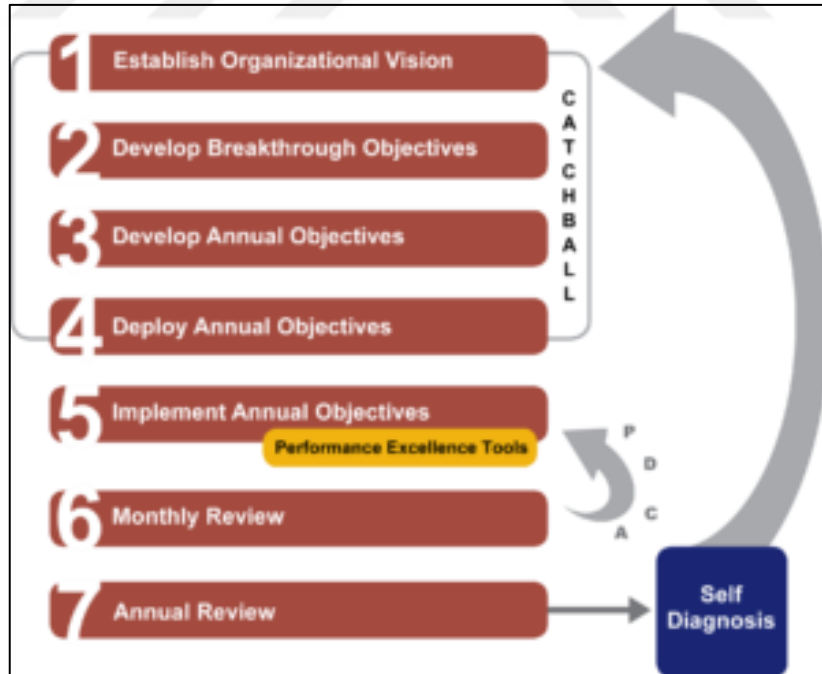 1 Establish Organizational Vision
2 Develop Breakthrough Objectives
3 Develop Annual Objectives
4 Deploy Annual Objectives
CATCHBALL
5 Implement Annual Objectives
Performance Excellence Tools
P
D
C
A
6 Monthly Review
7 Annual Review
Self
Diagnosis